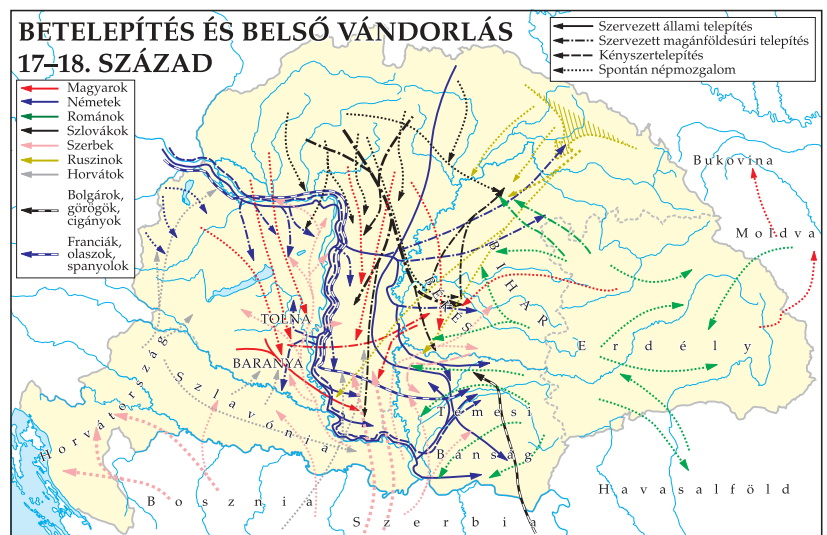 BETELEPÍTÉS ÉS BELSŐ VÁNDORLÁS
17–18. SZÁZAD
Szervezett állami telepítés
Szervezett magánföldesúri telepítés
Kényszertelepítés
Spontán népmozgalom
Magyarok
Németek
Románok
Szlovákok
Szerbek
Ruszinok
Horvátok
Bolgárok,
görögök,
cigányok
Franciák,
olaszok,
spanyolok
Bukovina
Moldva
BIHAR
BÉKÉS
TOLNA
BARANYA
Erdély
Horvátország
Szlavónia
Temesi
Bánság
Bosznia
Szerbia
Havasalföld